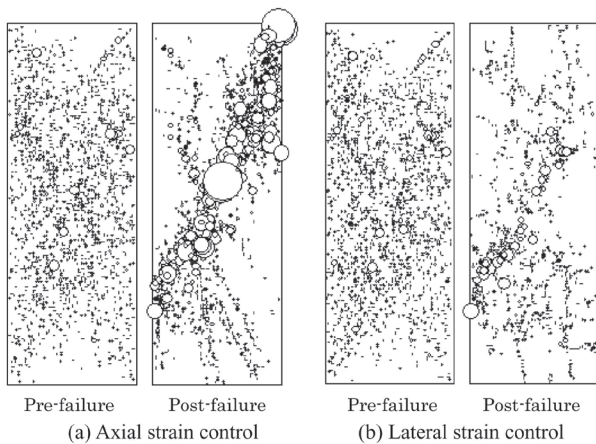 Pre-failure Post-failure Pre-failure Post-failure
(a) Axial strain control (b) Lateral strain control